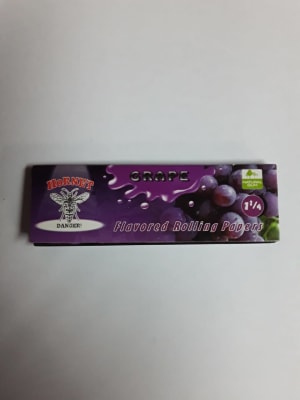 HORNET
DANGER!
GRAPE
Flavored Rolling Papers
1 1/4